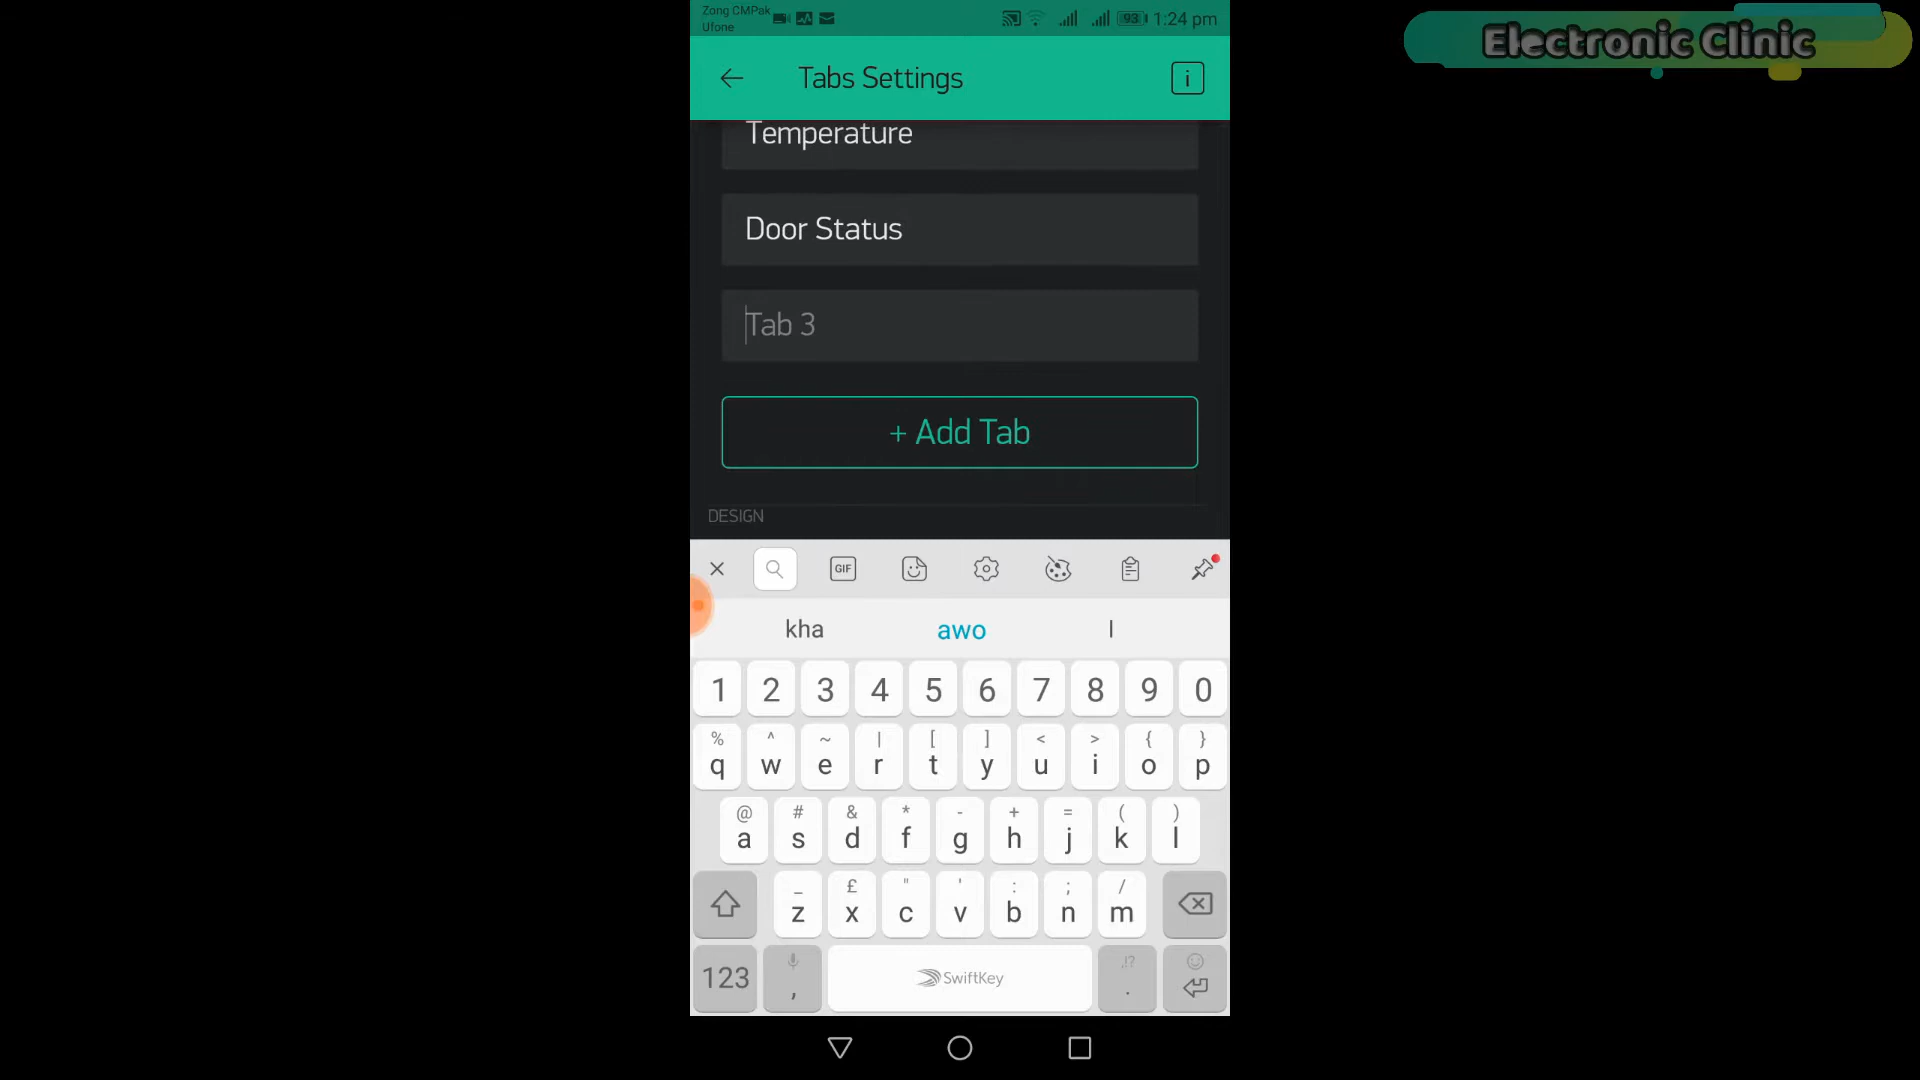 Zong CMPak
Ufone
93
1:24 pm
Electronic Clinic
Tabs Settings
i
Temperature
Door Status
Tab 3
+ Add Tab
DESIGN
GIF
kha awo I
1 2 3 4 5 6 7 8 9 0
% ^ ~ | [ ] < > { }
q w e r t y u i o p
@ # & * - + = ( )
a s d f g h j k l
_ £ " ' : ; /
z x c v b n m
,!?
123 , SwiftKey .